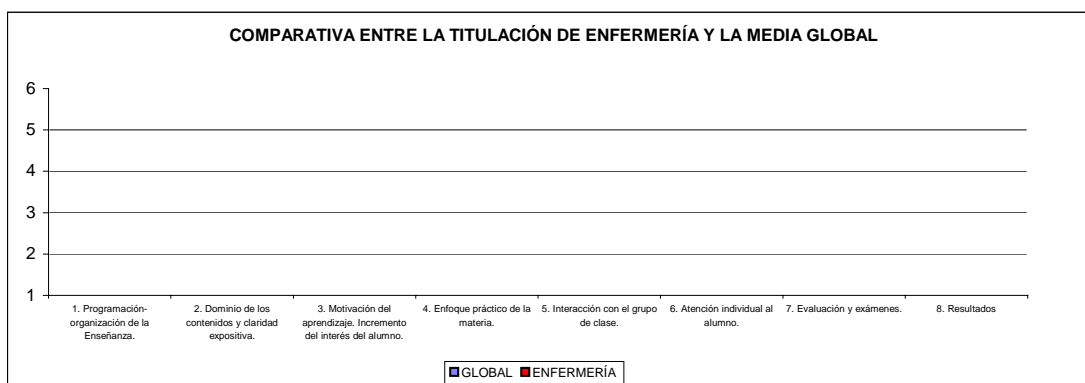 COMPARATIVA ENTRE LA TITULACIÓN DE ENFERMERÍA Y LA MEDIA GLOBAL
6
5
4
3
2
1
1. Programación-
organización de la
Enseñanza.
2. Dominio de los
contenidos y claridad
expositiva.
3. Motivación del
aprendizaje. Incremento
del interés del alumno.
4. Enfoque práctico de la
materia.
5. Interacción con el grupo
de clase.
6. Atención individual al
alumno.
7. Evaluación y exámenes.
8. Resultados
GLOBAL
ENFERMERÍA